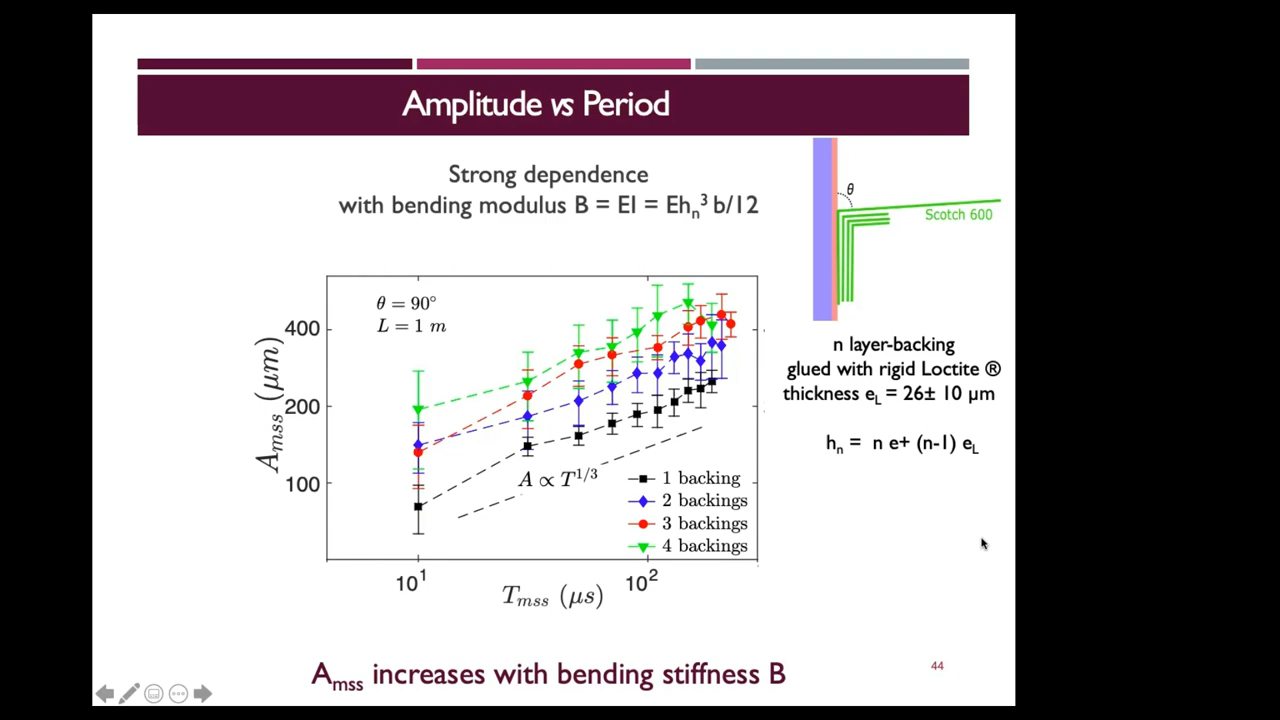 Amplitude vs Period
Strong dependence
with bending modulus B = EI = Ehₙ³ b/12
θ
Scotch 600
θ = 90°
L = 1 m
400
200
100
Aₘₛₛ (μm)
A ∝ T^{1/3}
1 backing
2 backings
3 backings
4 backings
10¹
10²
Tₘₛₛ (μs)
n layer-backing
glued with rigid Loctite ®
thickness e_L = 26± 10 μm
hₙ = n e+ (n-1) e_L
Aₘₛₛ increases with bending stiffness B
44